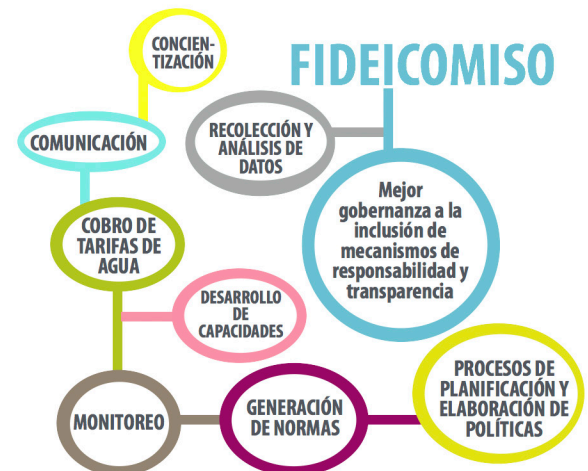 CONCIEN-
TIZACIÓN
FIDEICOMISO
COMUNICACIÓN
RECOLECCIÓN Y
ANÁLISIS DE
DATOS
Mejor
gobernanza a la
inclusión de
mecanismos de
responsabilidad y
transparencia
COBRO DE
TARIFAS DE
AGUA
DESARROLLO
DE
CAPACIDADES
MONITOREO
GENERACIÓN
DE NORMAS
PROCESOS DE
PLANIFICACIÓN Y
ELABORACIÓN DE
POLÍTICAS